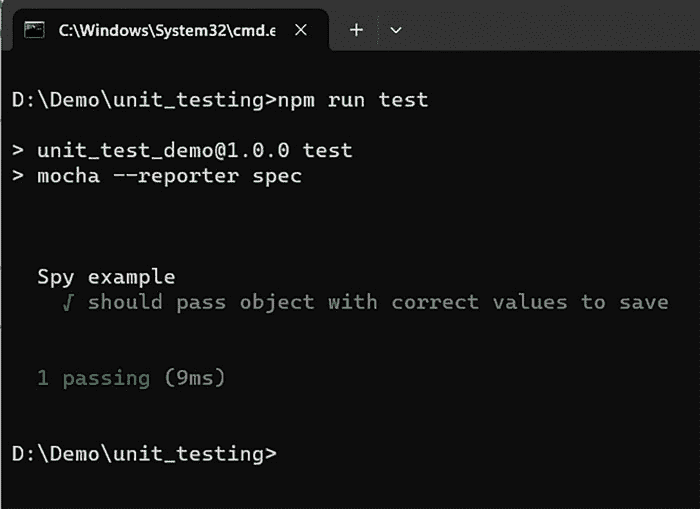 C:\Windows\System32\cmd.e
D:\Demo\unit_testing>npm run test
> unit_test_demo@1.0.0 test
> mocha --reporter spec
Spy example
√ should pass object with correct values to save
1 passing (9ms)
D:\Demo\unit_testing>